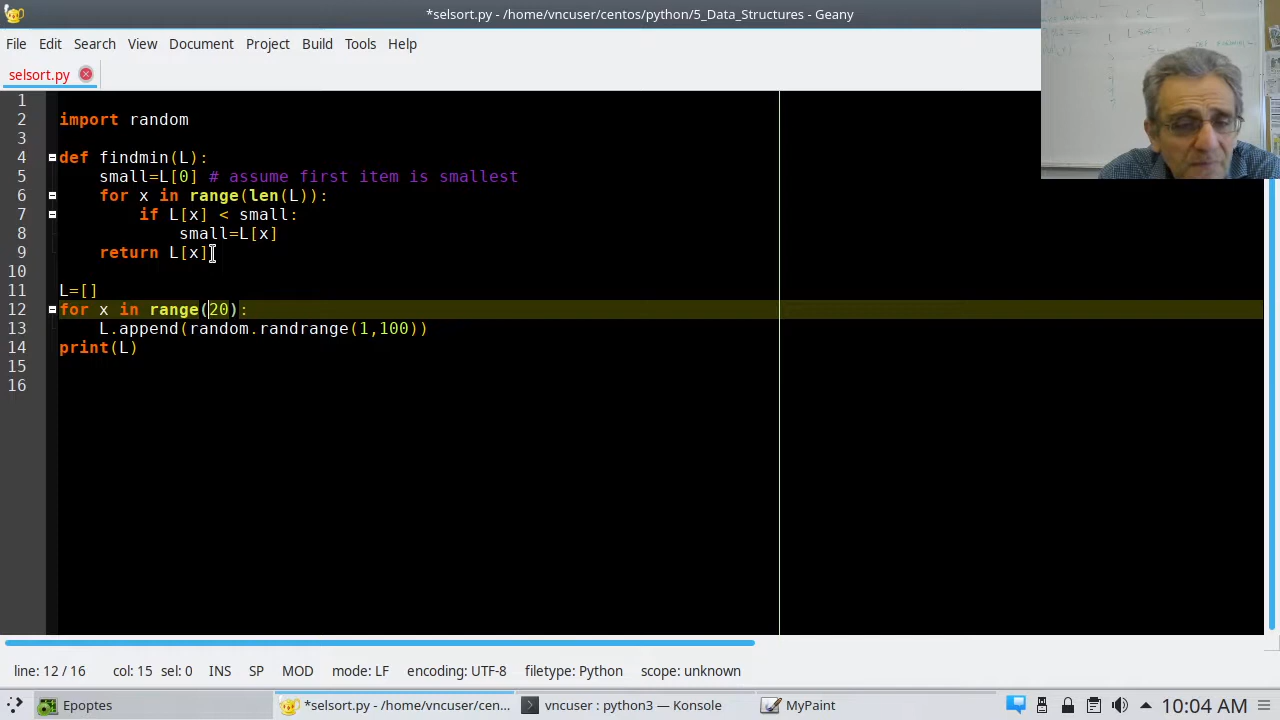 *selsort.py - /home/vncuser/centos/python/5_Data_Structures - Geany
File Edit Search View Document Project Build Tools Help
selsort.py
1
2 import random
3
4 def findmin(L):
5 small=L[0] # assume first item is smallest
6 for x in range(len(L)):
7 if L[x] < small:
8 small=L[x]
9 return L[x]
10
11 L=[]
12 for x in range(20):
13 L.append(random.randrange(1,100))
14 print(L)
15
16
line: 12 / 16 col: 15 sel: 0 INS SP MOD mode: LF encoding: UTF-8 filetype: Python scope: unknown
Epoptes *selsort.py - /home/vncuser/cen... vncuser : python3 — Konsole MyPaint 10:04 AM